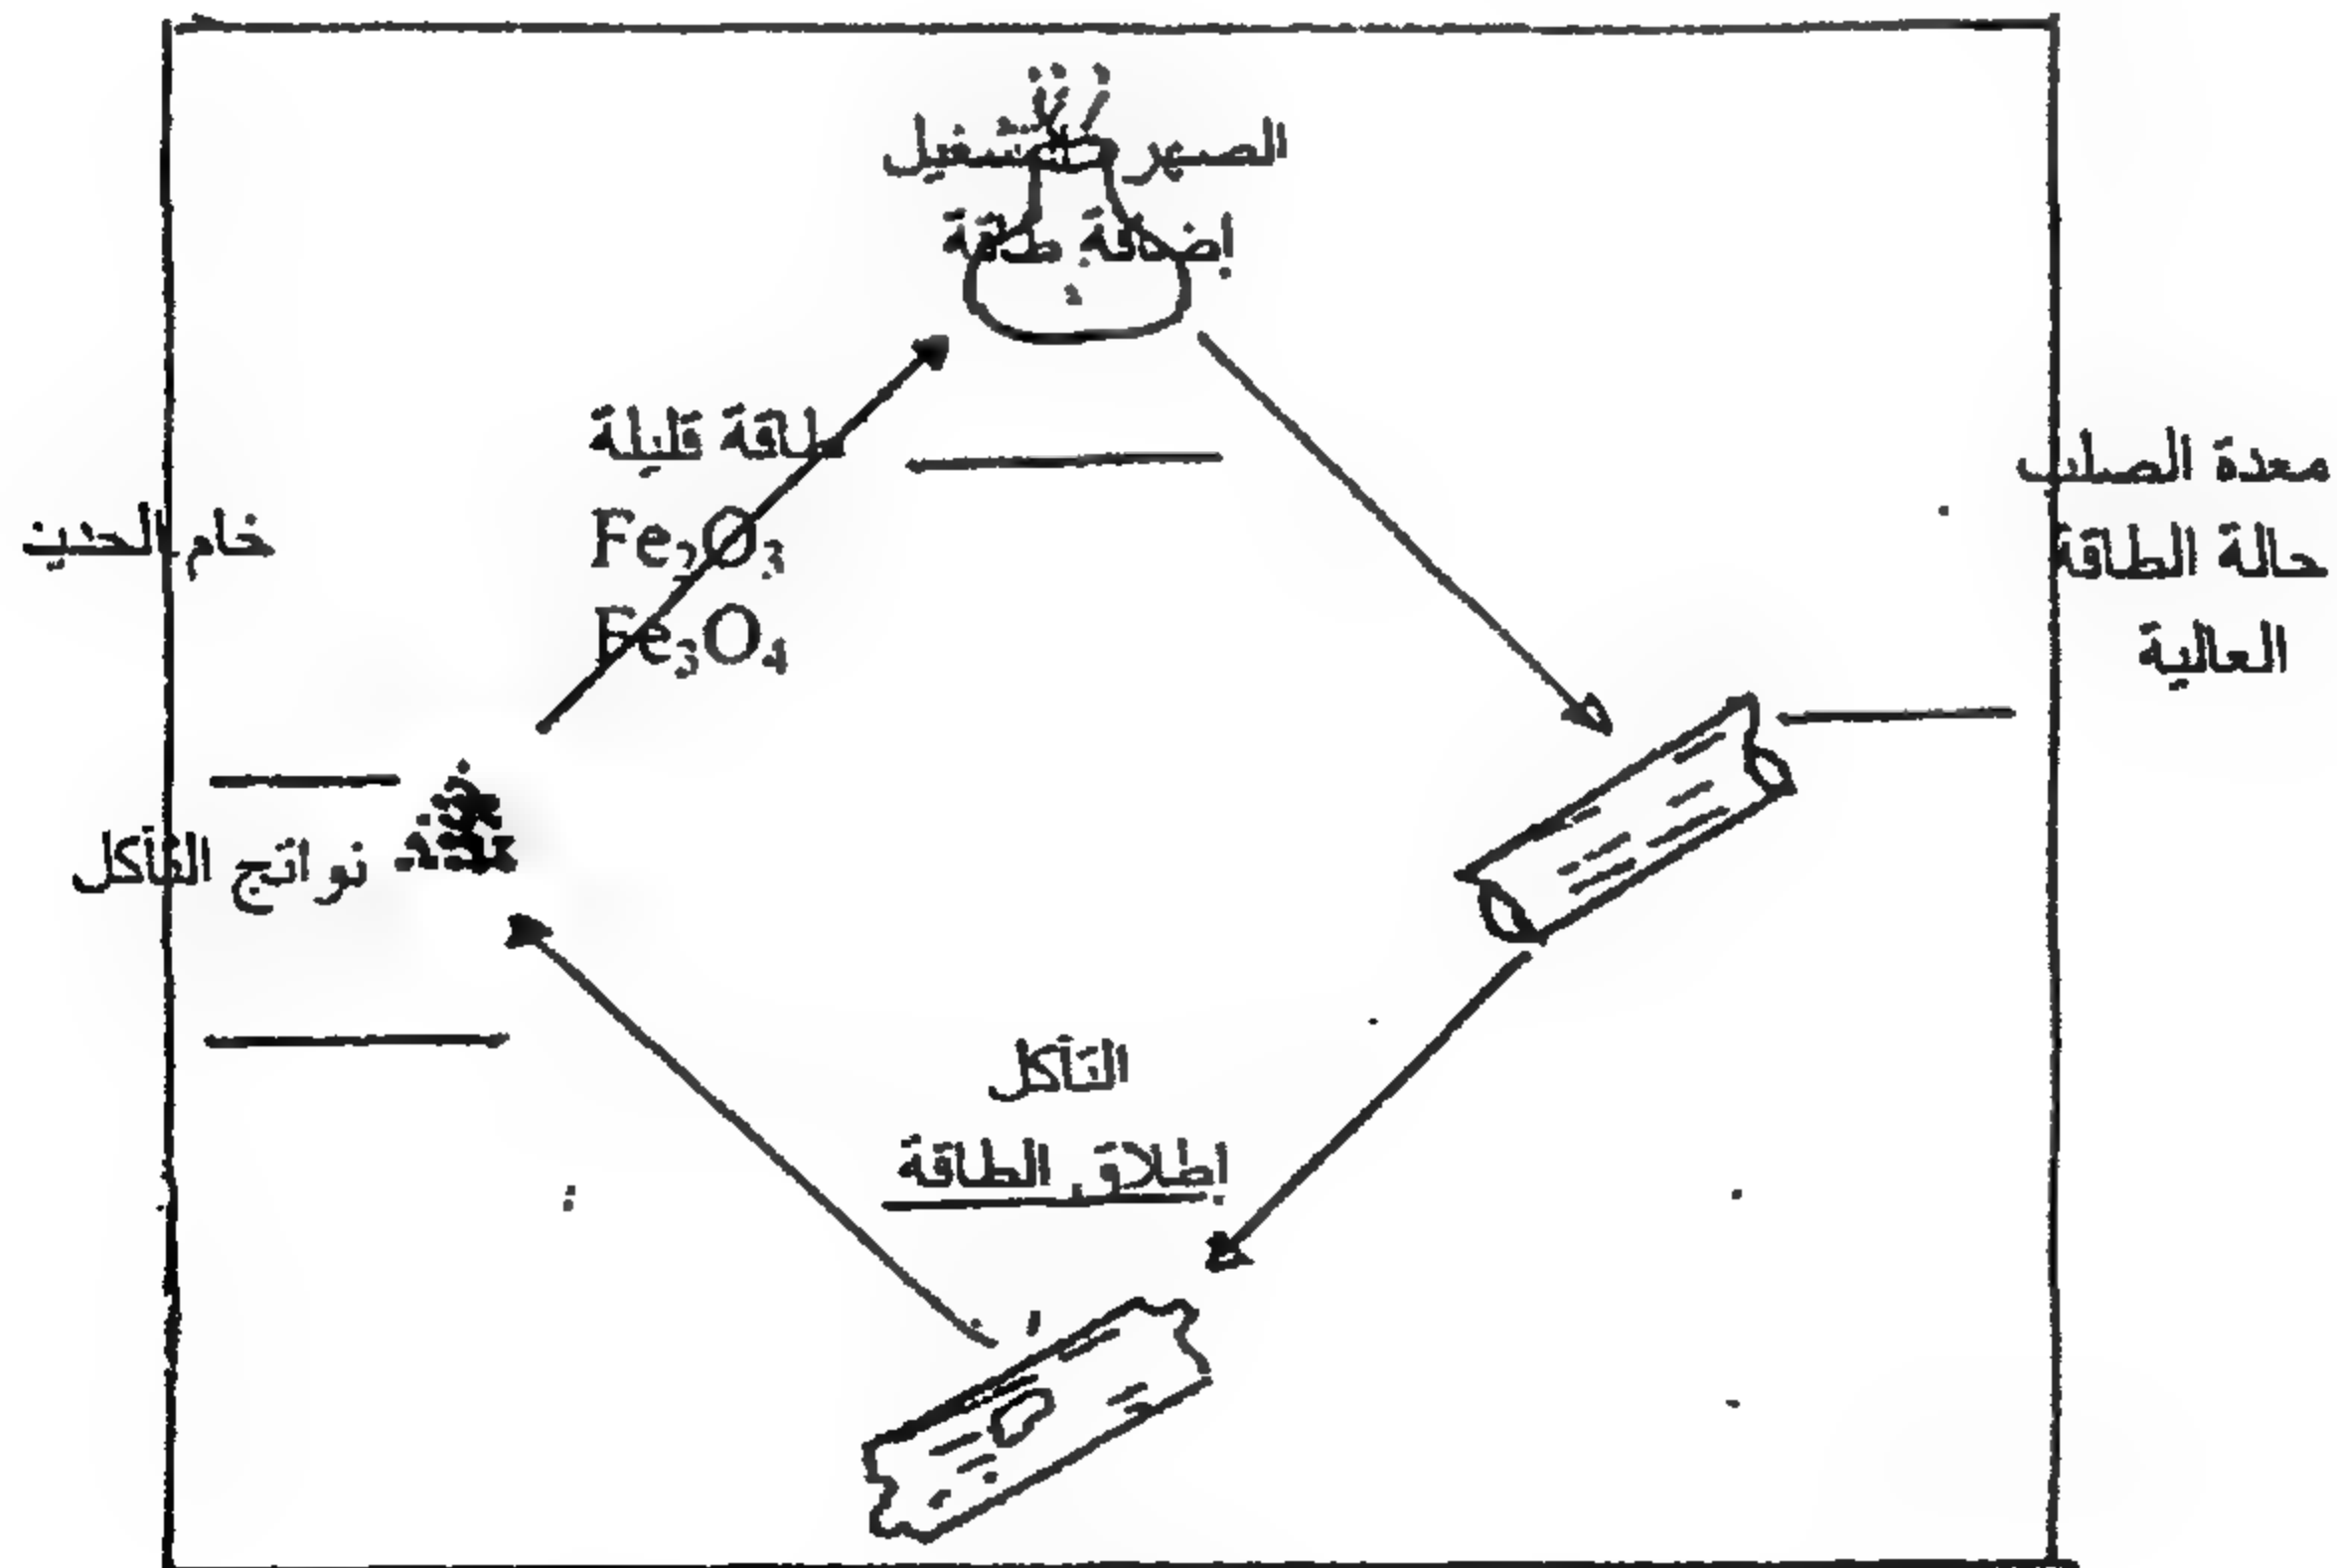 الصهر والتشغيل
إضافة طاقة
طاقة قليلة
Fe₂O₃
Fe₃O₄
معدة الصلب
حالة الطاقة
العالية
خام الحديد
نواتج التآكل
التآكل
إطلاق الطاقة